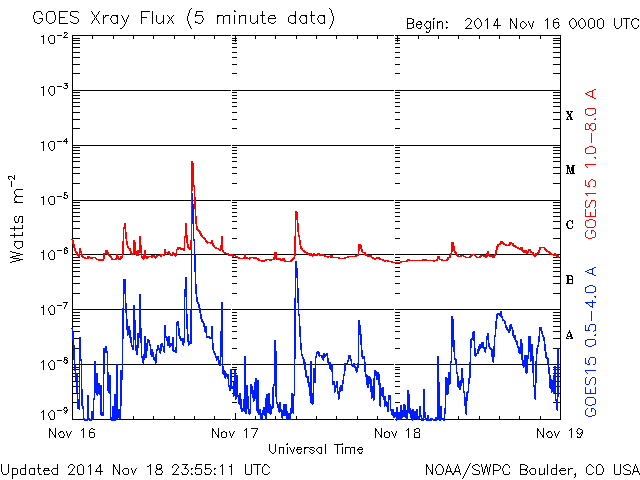 GOES Xray Flux (5 minute data)
Begin: 2014 Nov 16 0000 UTC
10⁻²
10⁻³
10⁻⁴
10⁻⁵
10⁻⁶
10⁻⁷
10⁻⁸
10⁻⁹
Watts m⁻²
X
M
C
B
A
GOES15 1.0−8.0 A
GOES15 0.5−4.0 A
Nov 16
Nov 17
Nov 18
Nov 19
Universal Time
Updated 2014 Nov 18 23:55:11 UTC
NOAA/SWPC Boulder, CO USA